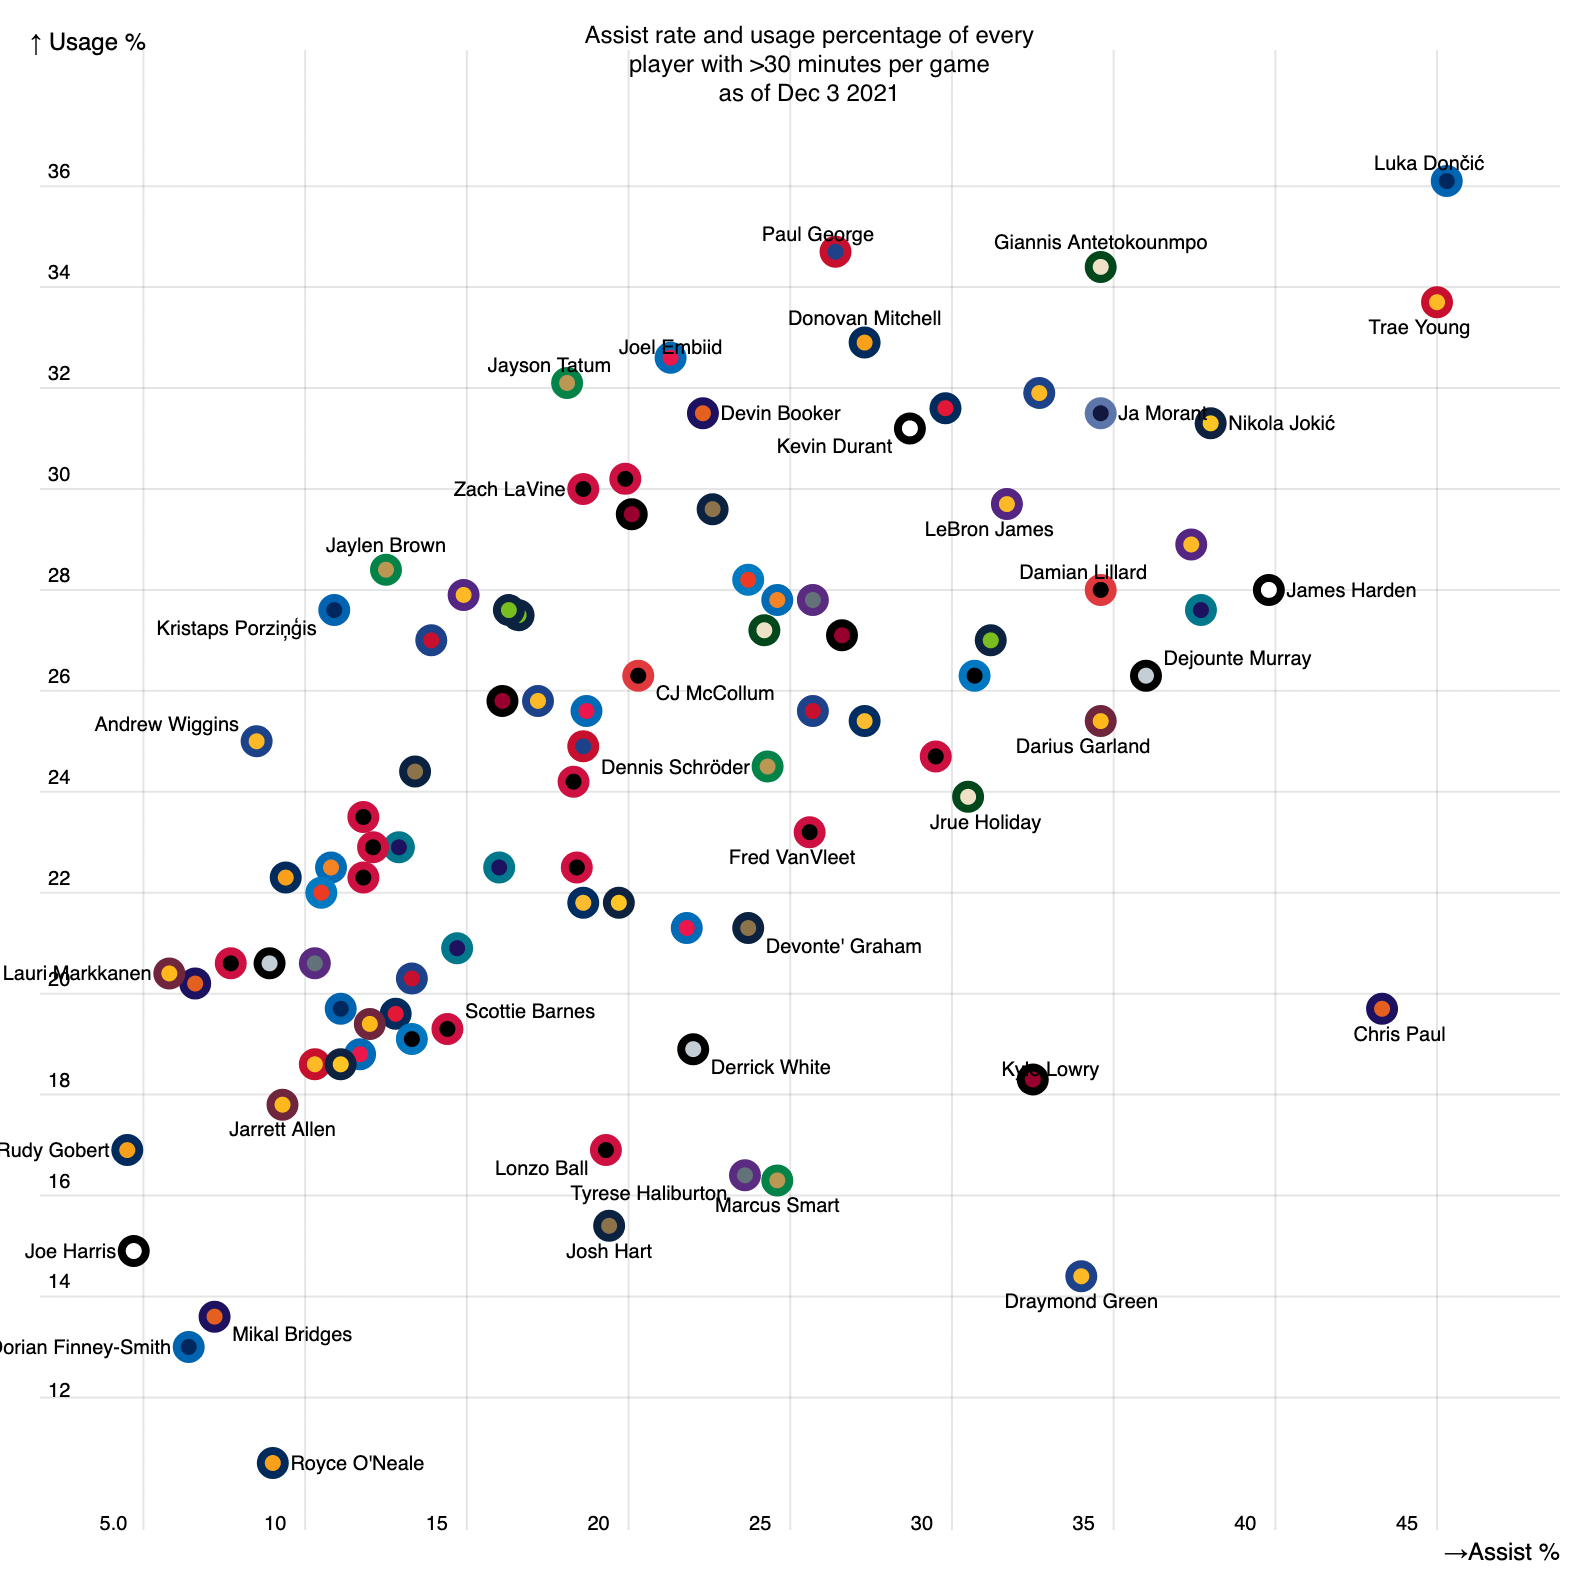 ↑ Usage %
Assist rate and usage percentage of every
player with >30 minutes per game
as of Dec 3 2021
Luka Dončić
36
Paul George
Giannis Antetokounmpo
34
Donovan Mitchell
Trae Young
Joel Embiid
Jayson Tatum
32
Devin Booker
Ja Morant
Nikola Jokić
Kevin Durant
30
Zach LaVine
LeBron James
Jaylen Brown
28
Damian Lillard
James Harden
Kristaps Porziņģis
Dejounte Murray
26
CJ McCollum
Andrew Wiggins
Darius Garland
Dennis Schröder
24
Jrue Holiday
Fred VanVleet
22
Devonte' Graham
Lauri Markkanen
20
Scottie Barnes
Chris Paul
Derrick White
Kyle Lowry
18
Jarrett Allen
Rudy Gobert
Lonzo Ball
16
Tyrese Haliburton
Marcus Smart
Joe Harris
Josh Hart
14
Draymond Green
Mikal Bridges
Dorian Finney-Smith
12
Royce O'Neale
5.0 10 15 20 25 30 35 40 45
→Assist %